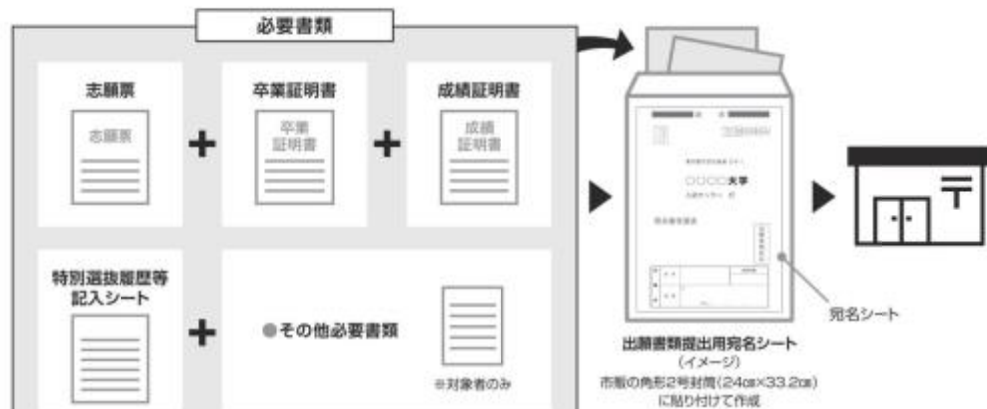 必要書類
志願票
卒業証明書
成績証明書
志願票
卒業
証明書
成績
証明書
特別選抜履歴等
記入シート
●その他必要書類
※対象者のみ
○○○○大学
宛名シート
出願書類提出用宛名シート
(イメージ)
市販の角形2号封筒(24㎝×33.2㎝)
に貼り付けて作成